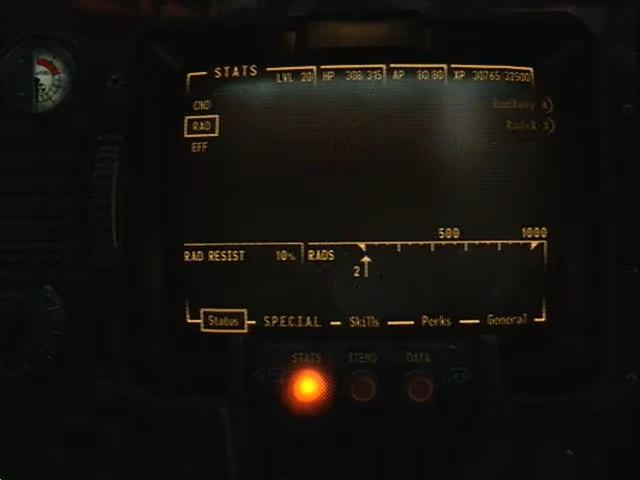 STATS LVL 20 HP 308/315 AP 80/80 XP 30765/32500
CND
RAD
EFF
500 1000
RAD RESIST 10% RADS
2
Status S.P.E.C.I.A.L. Skills Perks General
STATS ITEMS DATA